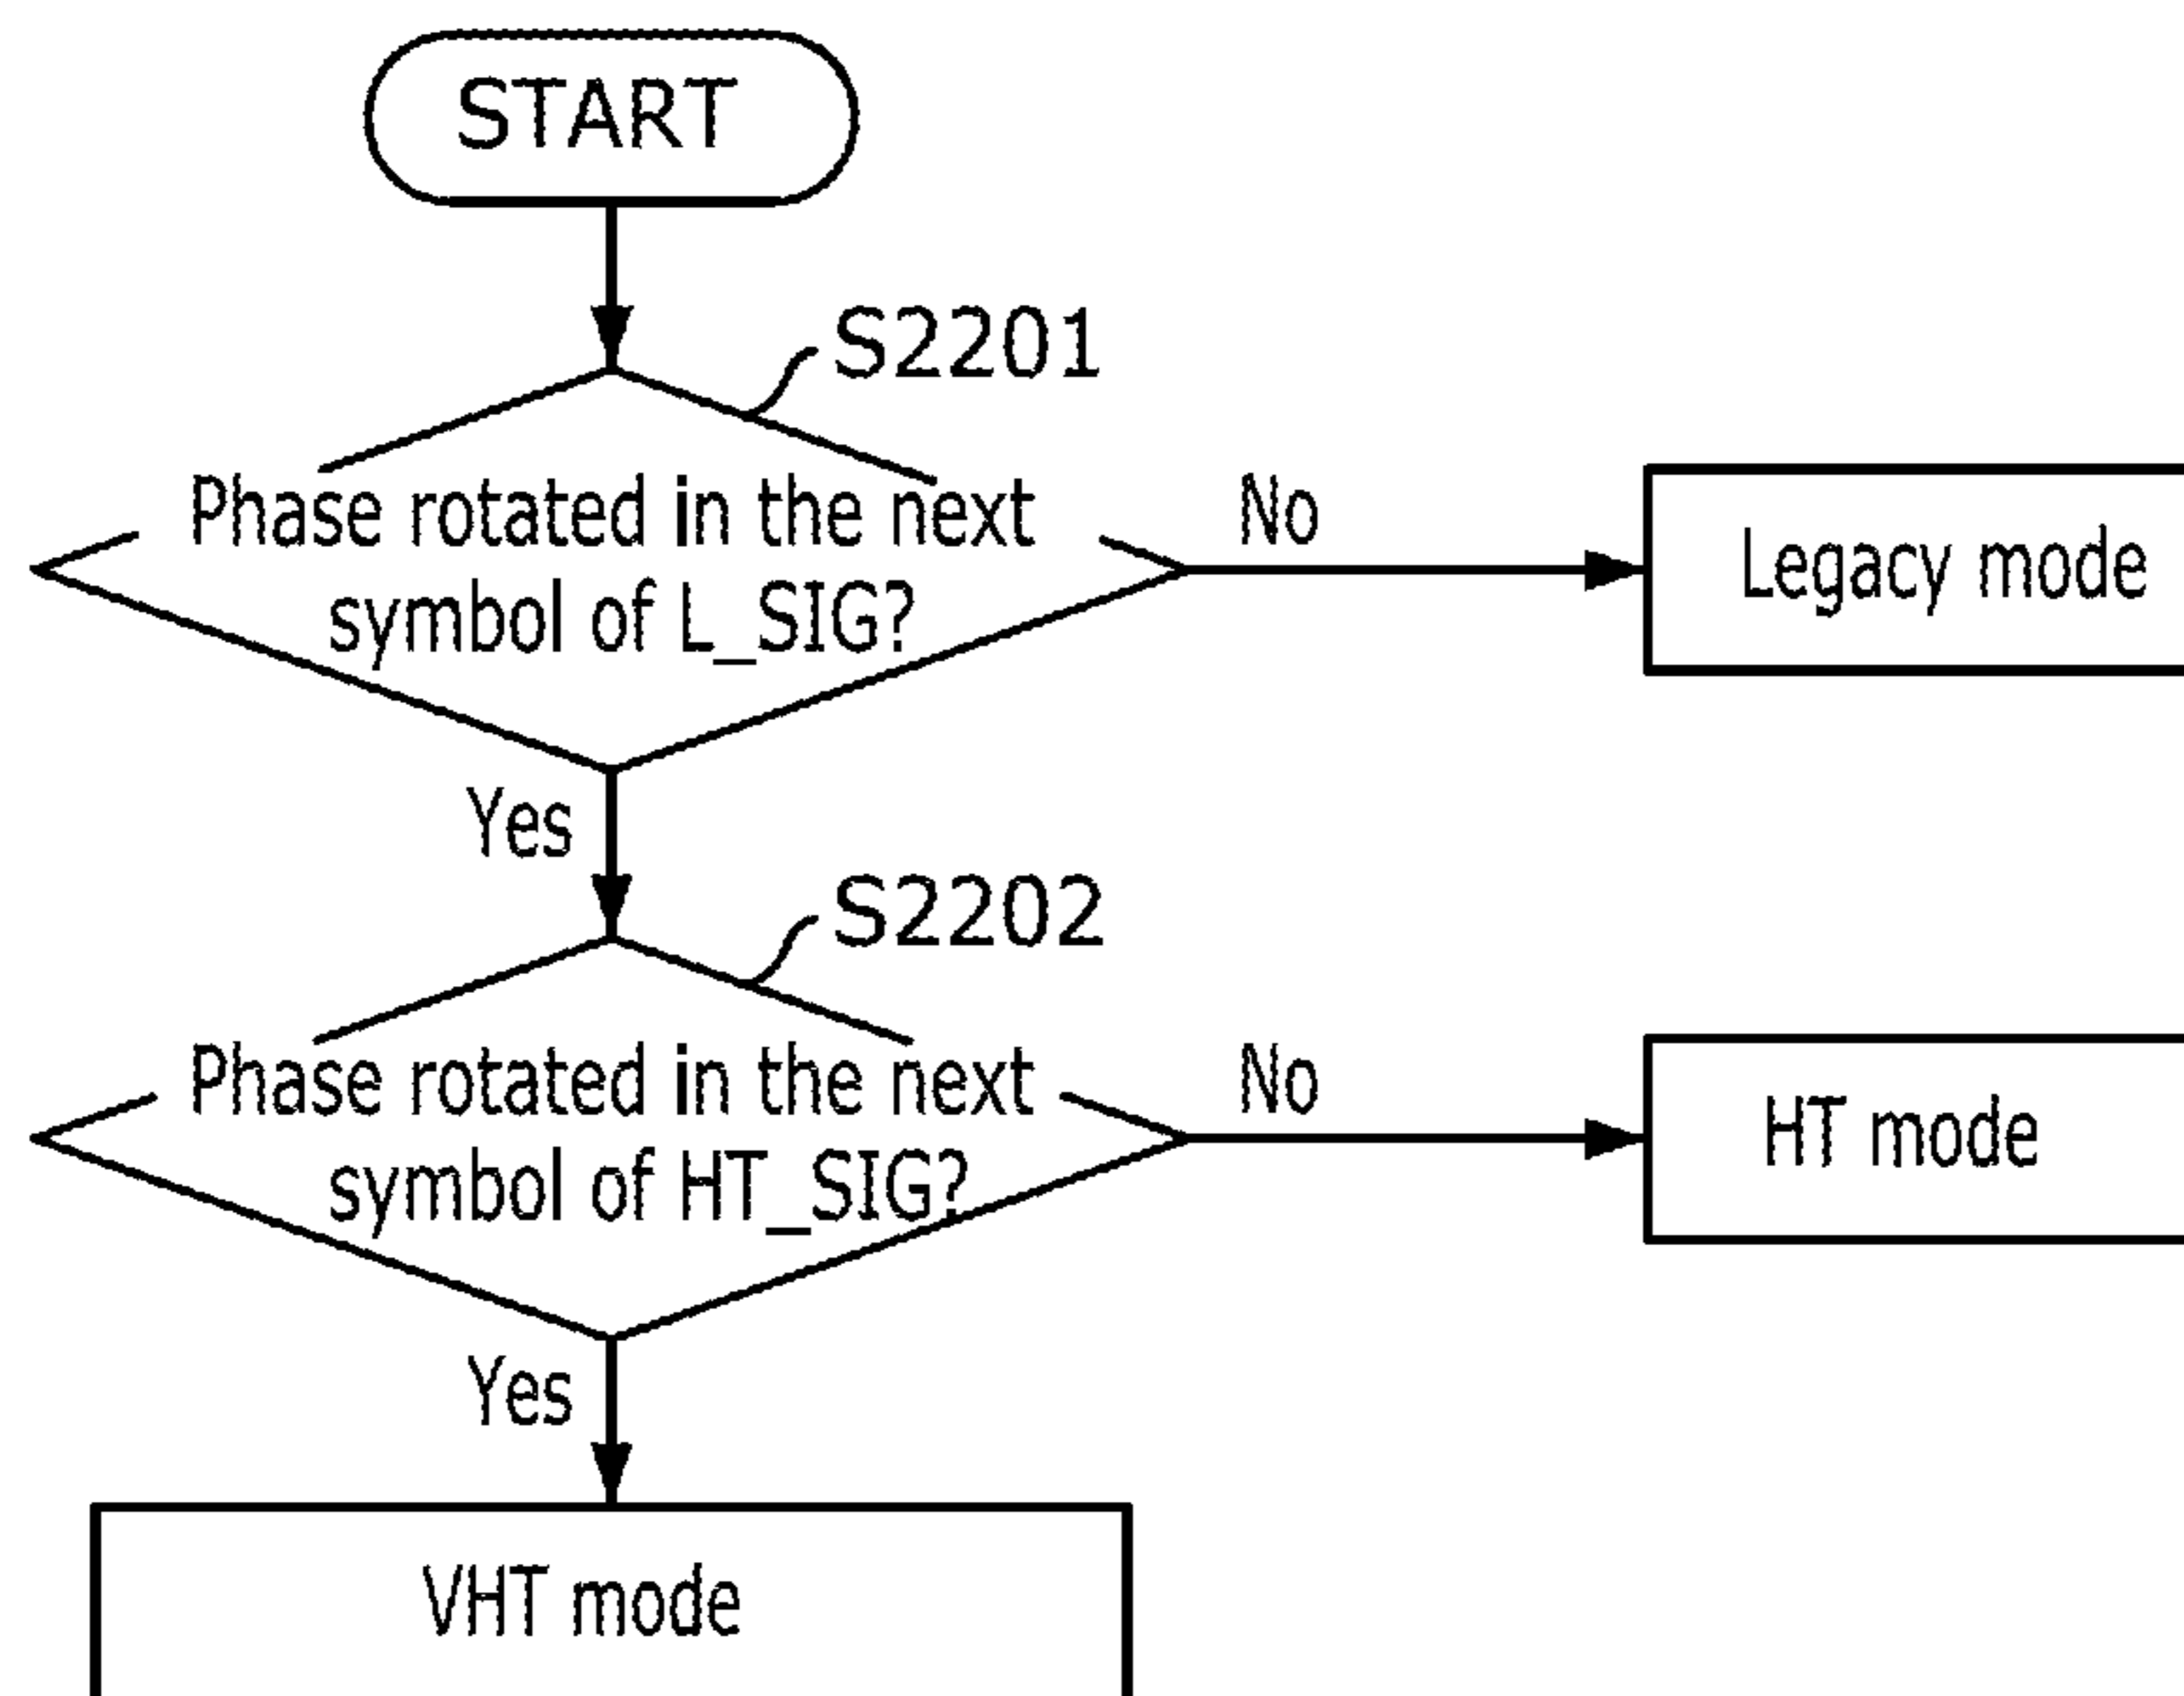 START
S2201
Phase rotated in the next
symbol of L_SIG?
No
Legacy mode
Yes
S2202
Phase rotated in the next
symbol of HT_SIG?
No
HT mode
Yes
VHT mode